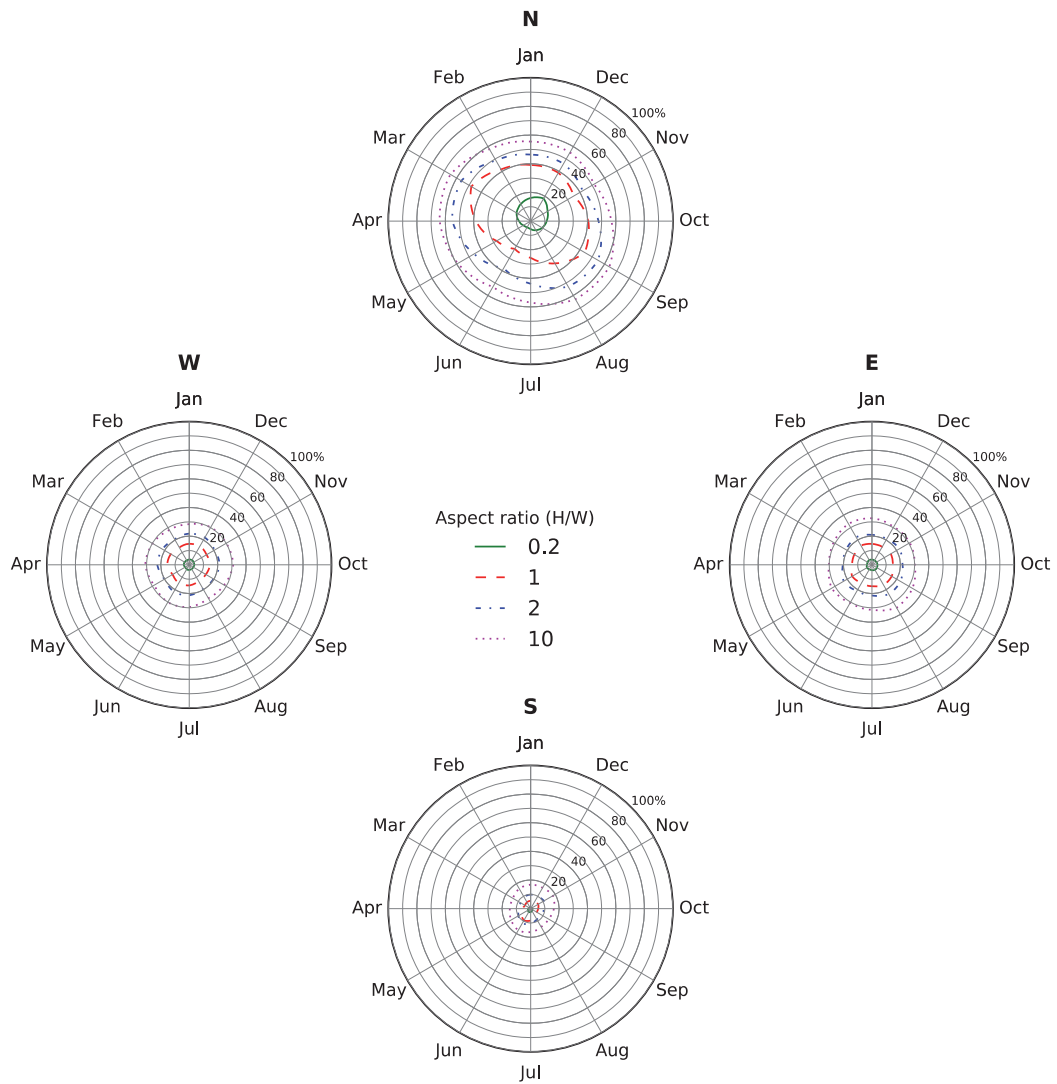 N
Jan
Feb Dec
100%
Mar 80 Nov
60
40
20
Apr Oct
May Sep
Jun Aug
Jul
W
Jan
Feb Dec
100%
Mar 80 Nov
60
40
20
Apr Oct
May Sep
Jun Aug
Jul
E
Jan
Feb Dec
100%
Mar 80 Nov
60
40
20
Apr Oct
May Sep
Jun Aug
Jul
Aspect ratio (H/W)
0.2
1
2
10
S
Jan
Feb Dec
100%
Mar 80 Nov
60
40
20
Apr Oct
May Sep
Jun Aug
Jul